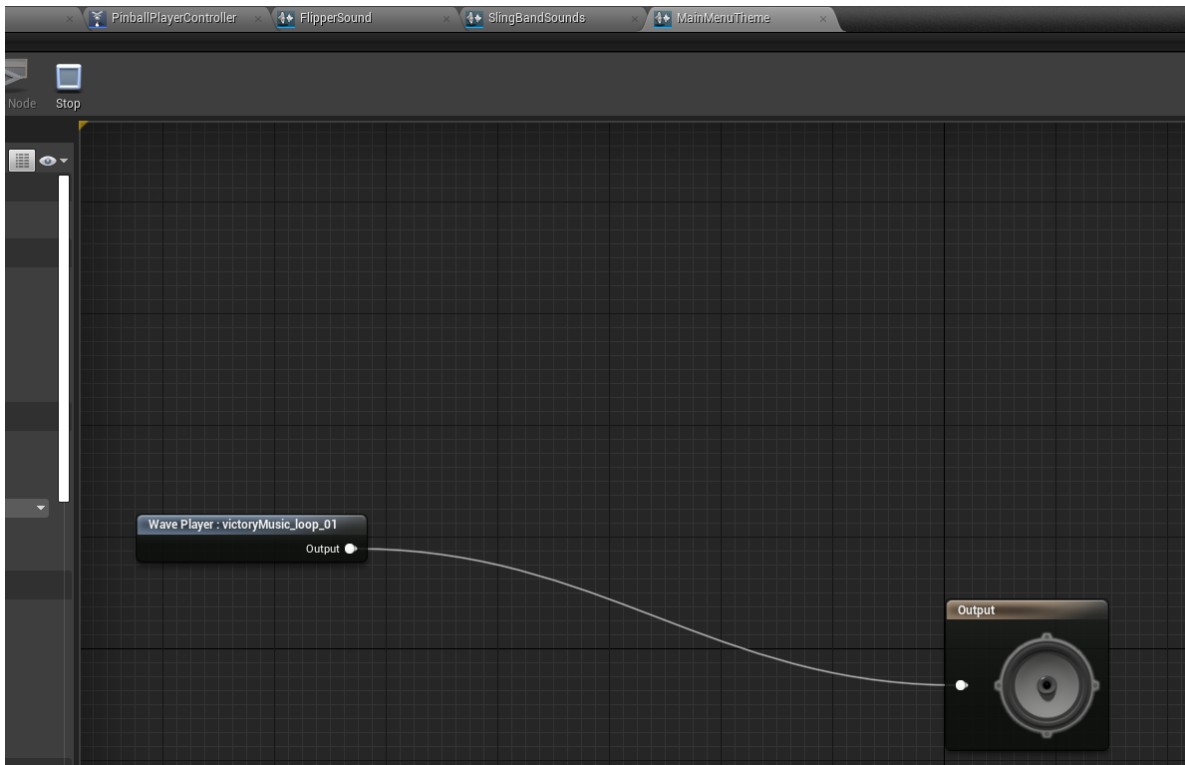 PinballPlayerController
FlipperSound
SlingBandSounds
MainMenuTheme
Node
Stop
Wave Player : victoryMusic_loop_01
Output
Output